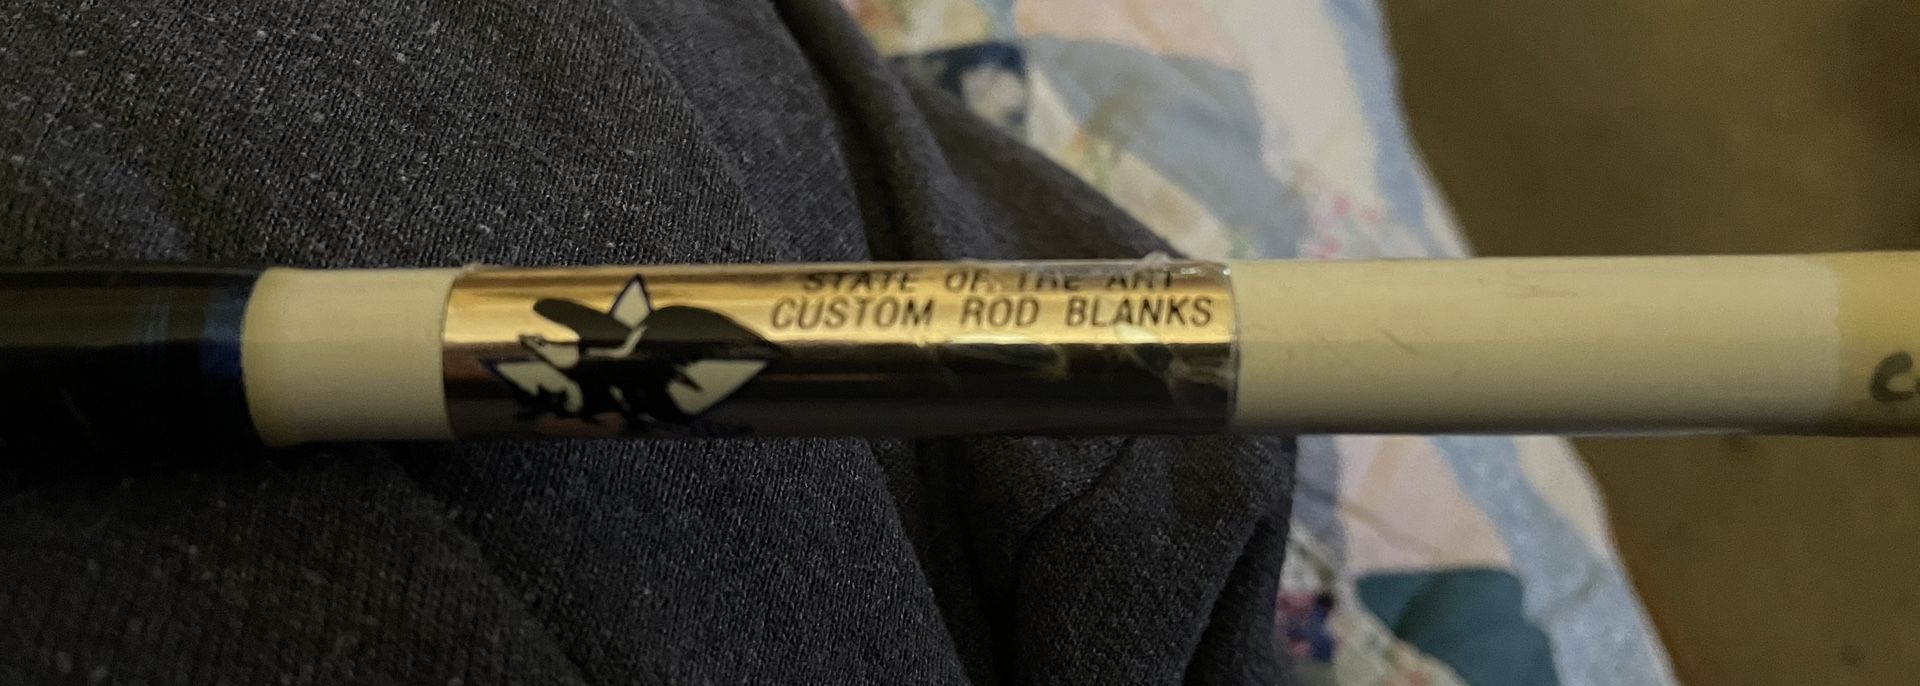 STATE OF THE ART
CUSTOM ROD BLANKS